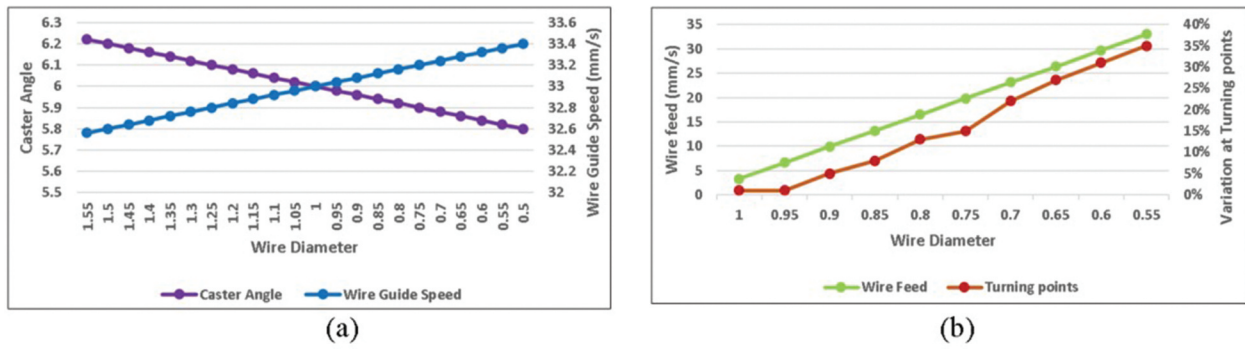 6.3
6.2
6.1
6
5.9
5.8
5.7
5.6
5.5
Caster Angle
33.6
33.4
33.2
33
32.8
32.6
32.4
32.2
32
Wire Guide Speed (mm/s)
1.55 1.5 1.45 1.4 1.35 1.3 1.25 1.2 1.15 1.1 1.05 1 0.95 0.9 0.85 0.8 0.75 0.7 0.65 0.6 0.55 0.5
Wire Diameter
Caster Angle Wire Guide Speed
(a)
35
30
25
20
15
10
5
0
Wire feed (mm/s)
40%
35%
30%
25%
20%
15%
10%
5%
0%
Variation at Turning points
1 0.95 0.9 0.85 0.8 0.75 0.7 0.65 0.6 0.55
Wire Diameter
Wire Feed Turning points
(b)